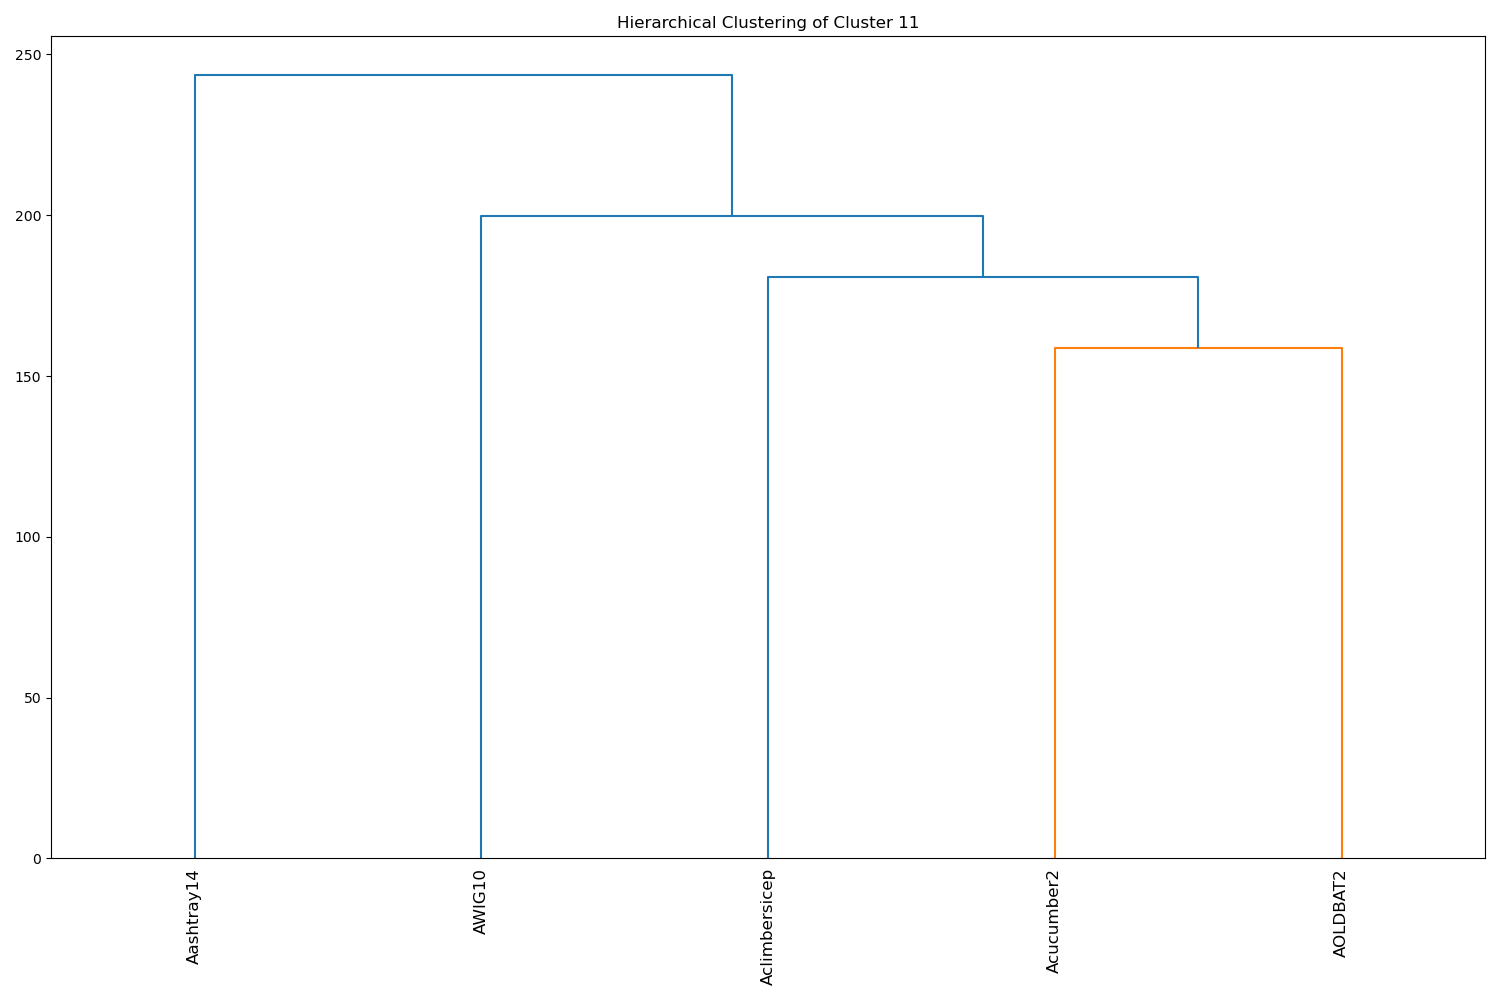 Hierarchical Clustering of Cluster 11
250
200
150
100
50
0
Aashtray14
AWIG10
Aclimbersicep
Acucumber2
AOLDBAT2